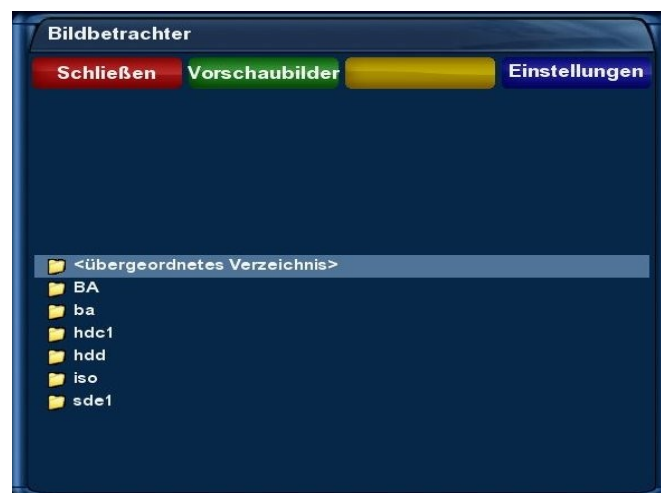 Bildbetrachter
Schließen Vorschaubilder Einstellungen
<übergeordnetes Verzeichnis>
BA
ba
hdc1
hdd
iso
sde1